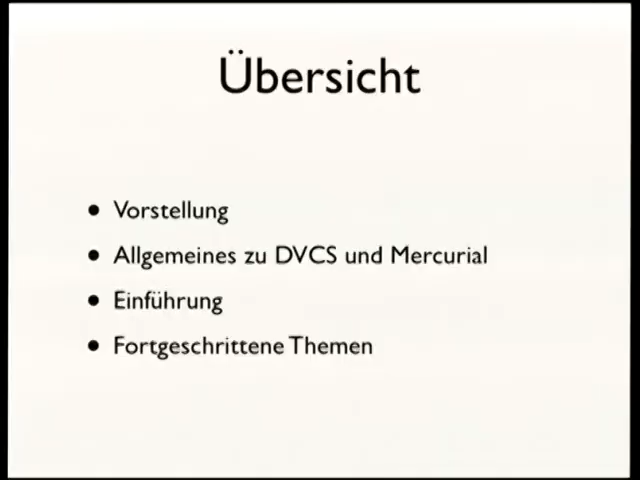 Übersicht
• Vorstellung
• Allgemeines zu DVCS und Mercurial
• Einführung
• Fortgeschrittene Themen